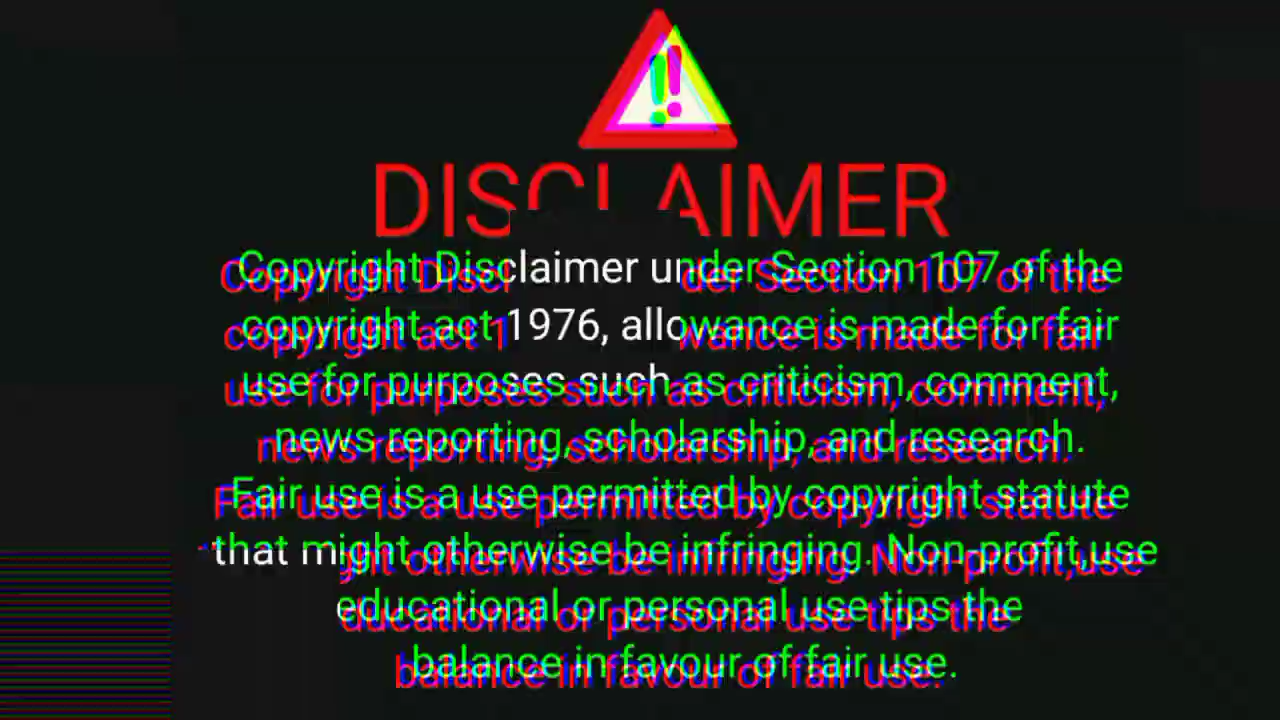 DISCLAIMER
Copyright Disclaimer under Section 107 of the
copyright act 1976, allowance is made for fair
use for purposes such as criticism, comment,
news reporting, scholarship, and research.
Fair use is a use permitted by copyright statute
that might otherwise be infringing. Non-profit,use
educational or personal use tips the
balance in favour of fair use.